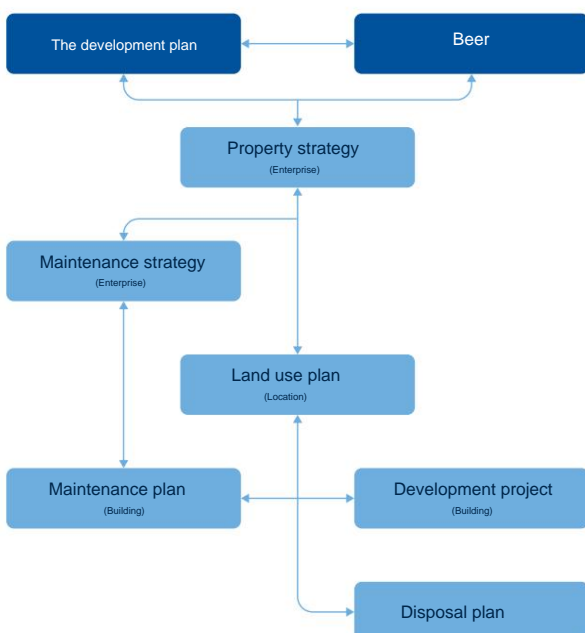 The development plan
Beer
Property strategy
(Enterprise)
Maintenance strategy
(Enterprise)
Land use plan
(Location)
Maintenance plan
(Building)
Development project
(Building)
Disposal plan